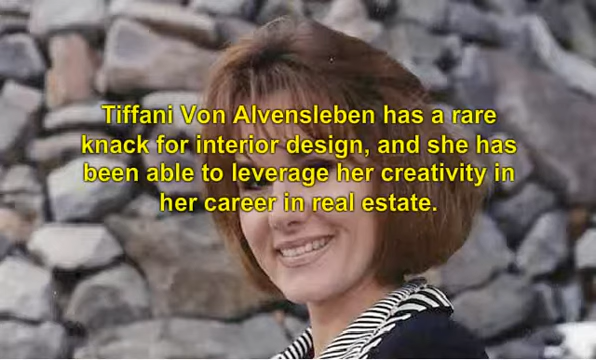 Tiffani Von Alvensleben has a rare
knack for interior design, and she has
been able to leverage her creativity in
her career in real estate.